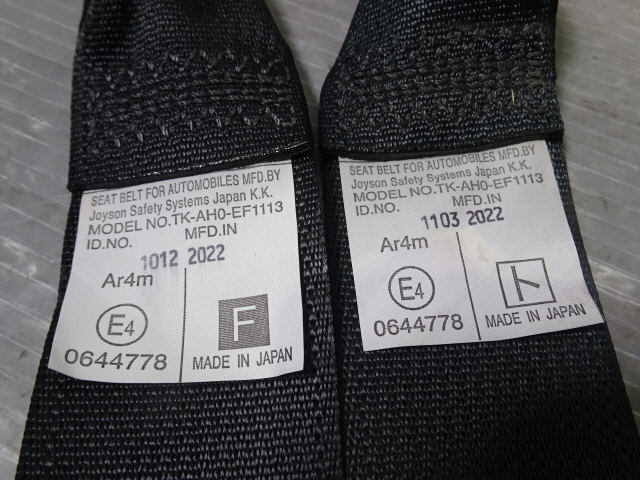 SEAT BELT FOR AUTOMOBILES MFD.BY
Joyson Safety Systems Japan K.K.
MODEL NO.TK-AH0-EF1113
ID.NO. MFD.IN
1012 2022
Ar4m
E4
0644778
F
MADE IN JAPAN
SEAT BELT FOR AUTOMOBILES MFD.BY
Joyson Safety Systems Japan K.K.
MODEL NO.TK-AH0-EF1113
ID.NO. MFD.IN
1103 2022
Ar4m
E4
0644778
ト
MADE IN JAPAN